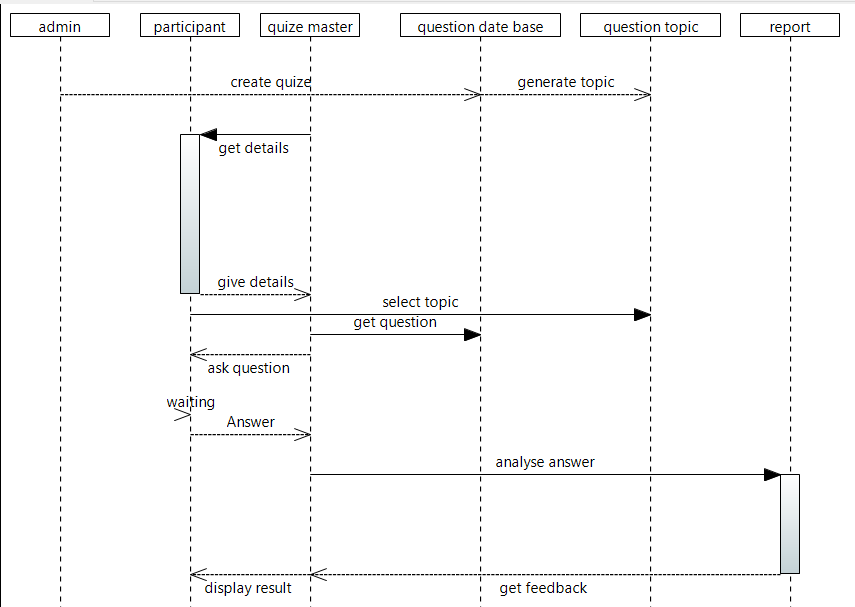 admin
participant
quize master
question date base
question topic
report
create quize
generate topic
get details
give details
select topic
get question
ask question
waiting
Answer
analyse answer
display result
get feedback